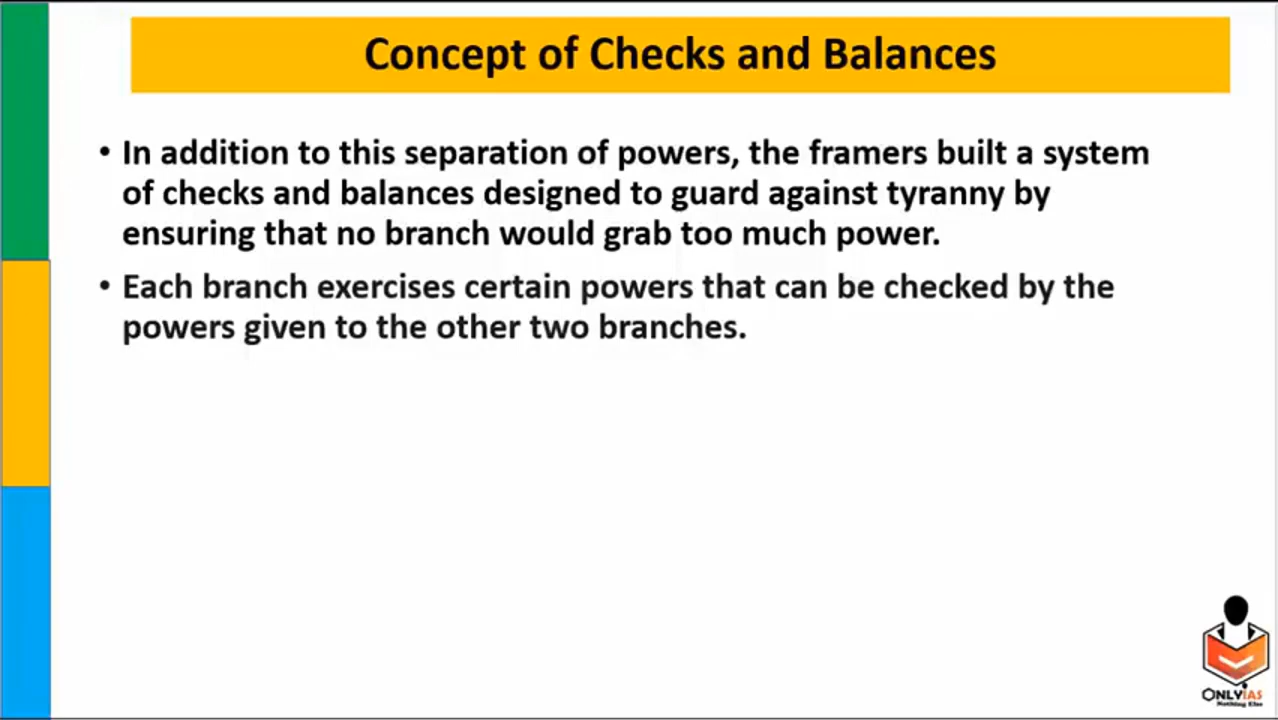 Concept of Checks and Balances
• In addition to this separation of powers, the framers built a system
of checks and balances designed to guard against tyranny by
ensuring that no branch would grab too much power.
• Each branch exercises certain powers that can be checked by the
powers given to the other two branches.
ONLYIAS
Nothing Else